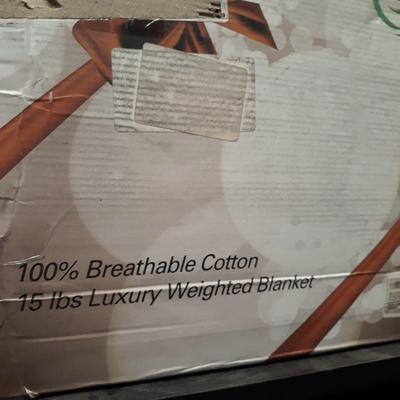 100% Breathable Cotton
15 lbs Luxury Weighted Blanket